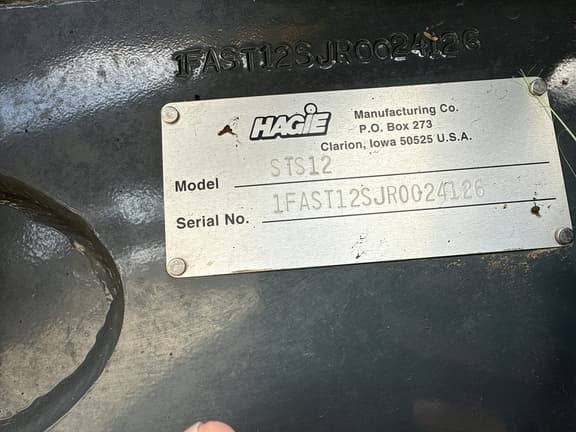 1FAST12SJR0024126
HAGIE
Manufacturing Co.
P.O. Box 273
Clarion, Iowa 50525 U.S.A.
Model STS12
Serial No. 1FAST12SJR0024126